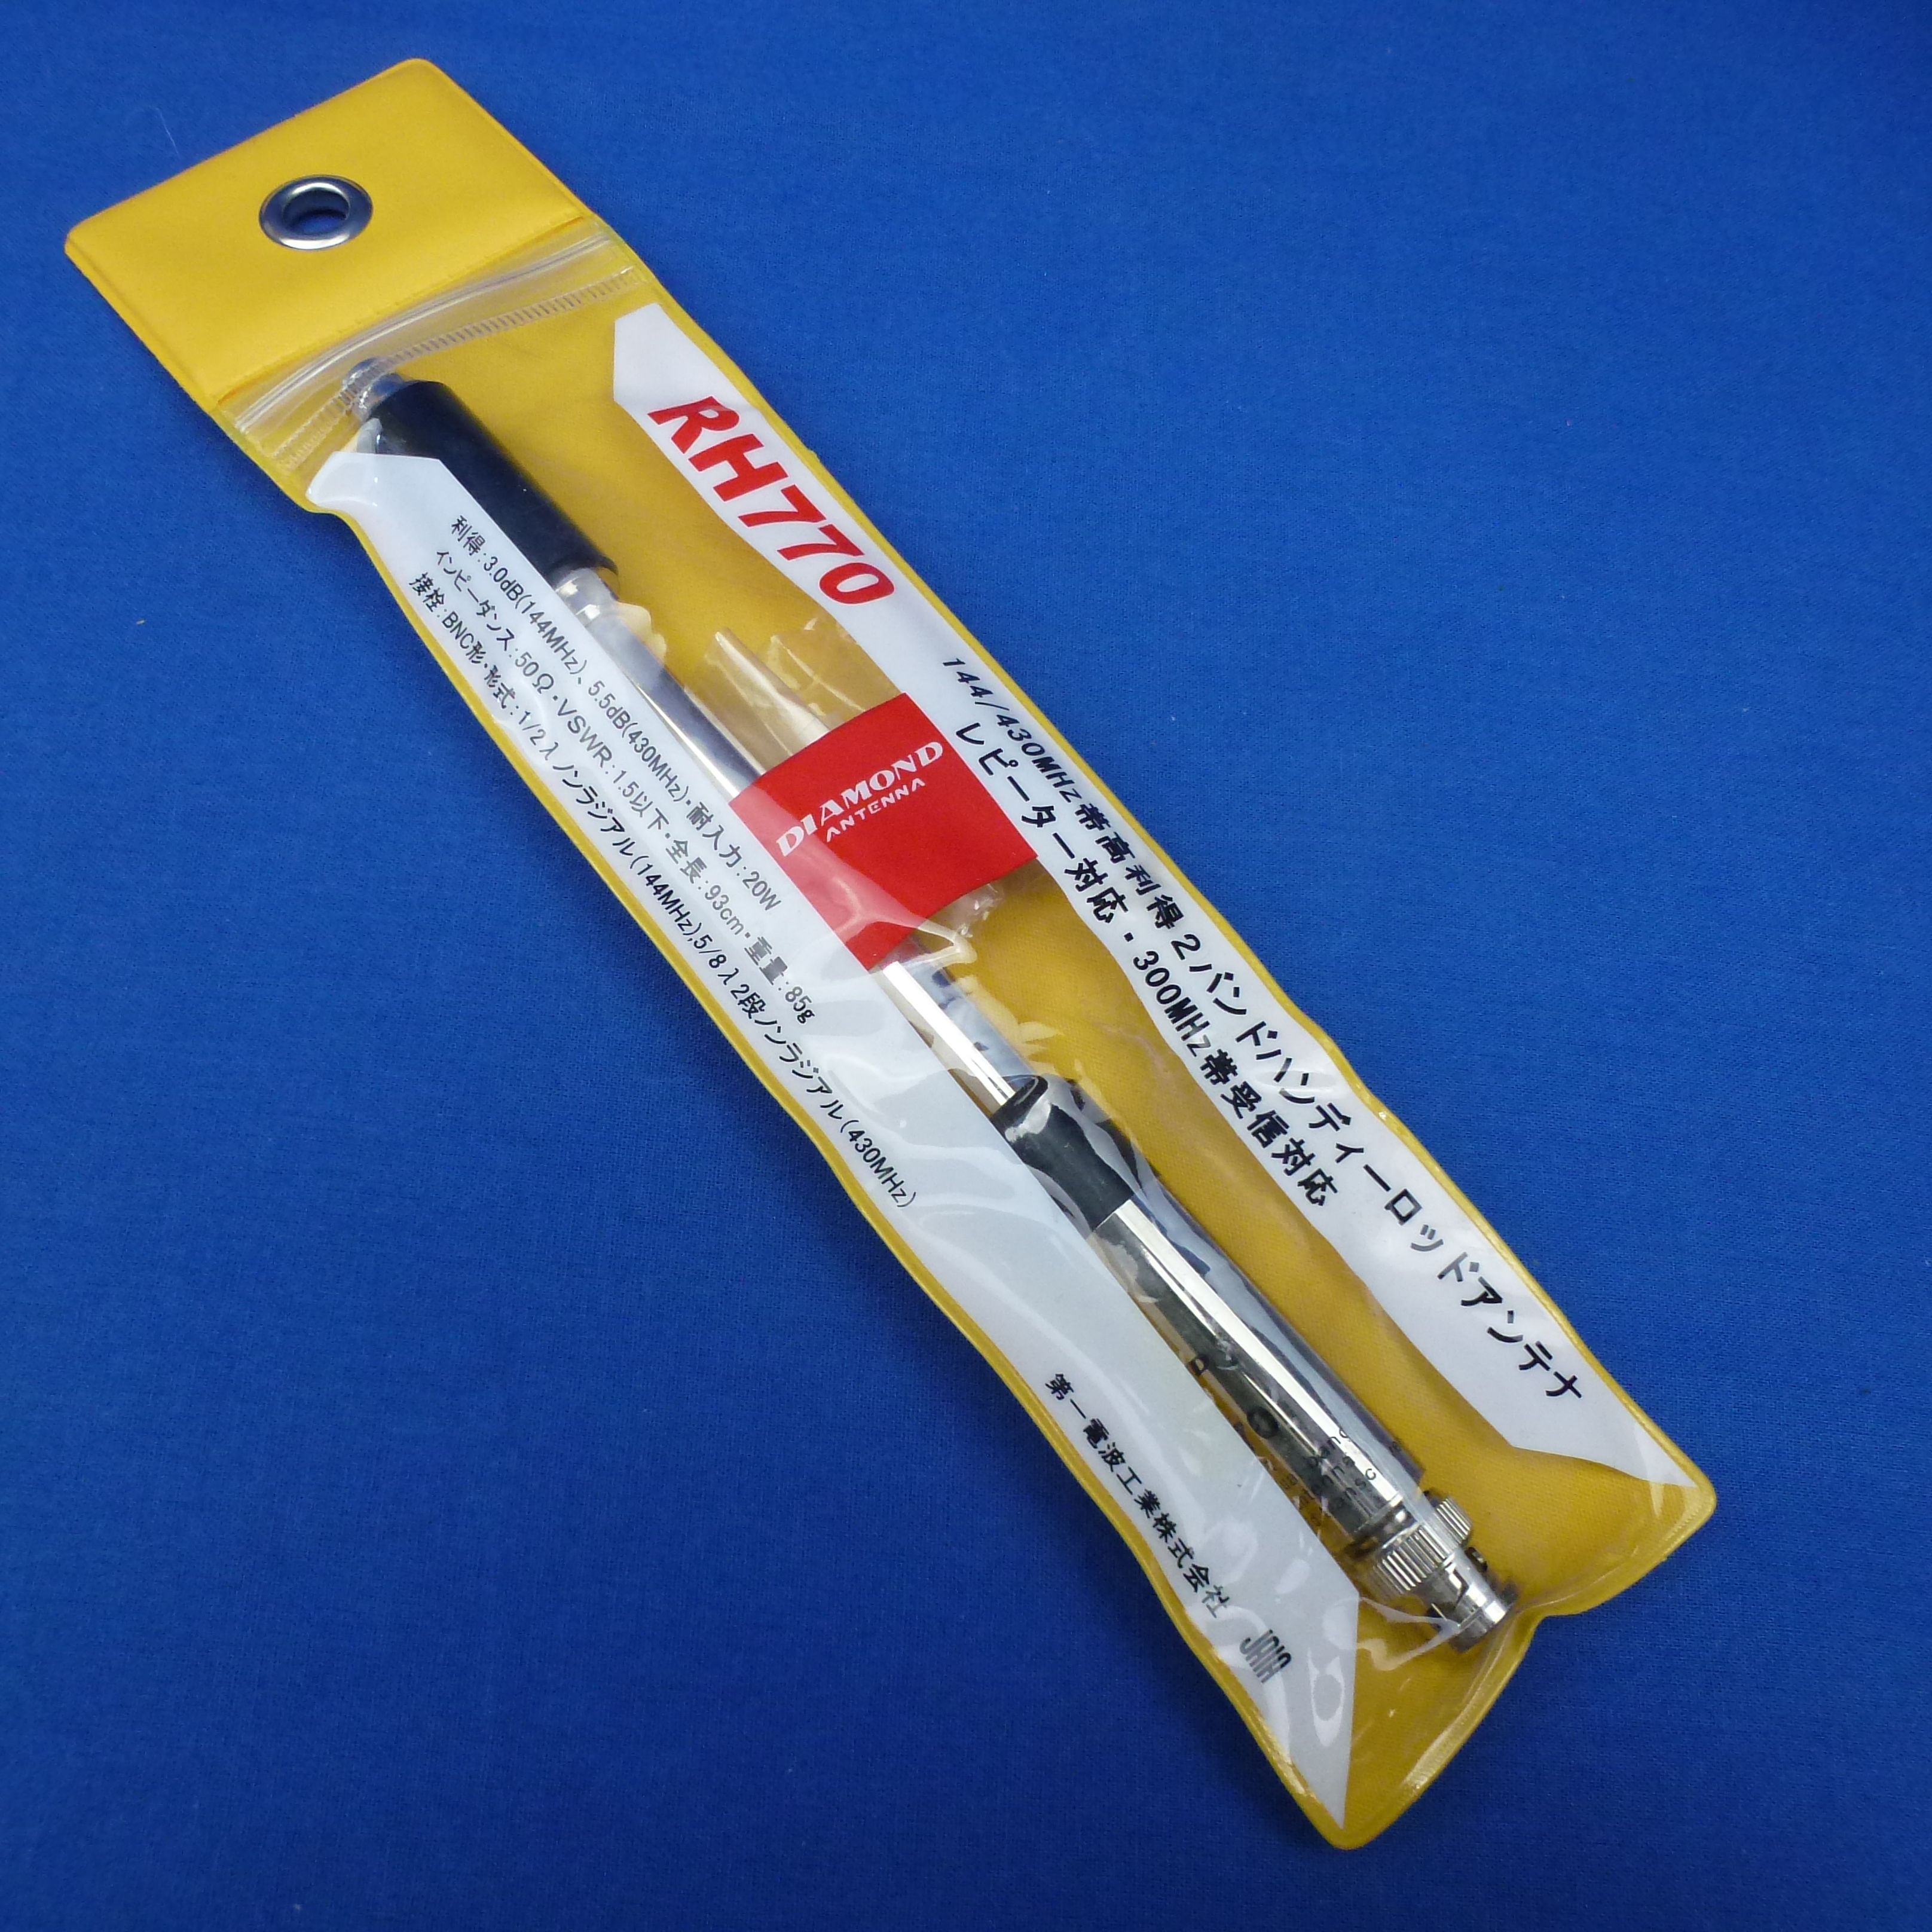 RH770
144/430MHz帯高利得2バンドハンディーロッドアンテナ
レピーター対応・300MHz帯受信対応
DIAMOND
ANTENNA
利得:3.0dB(144MHz)、5.5dB(430MHz)・耐入力:20W
インピーダンス:50Ω・VSWR:1.5以下・全長:93cm・重量:85g
接栓:BNC形・形式:1/2λノンラジアル(144MHz),5/8λ2段ノンラジアル(430MHz)
第一電波工業株式会社 JAIA